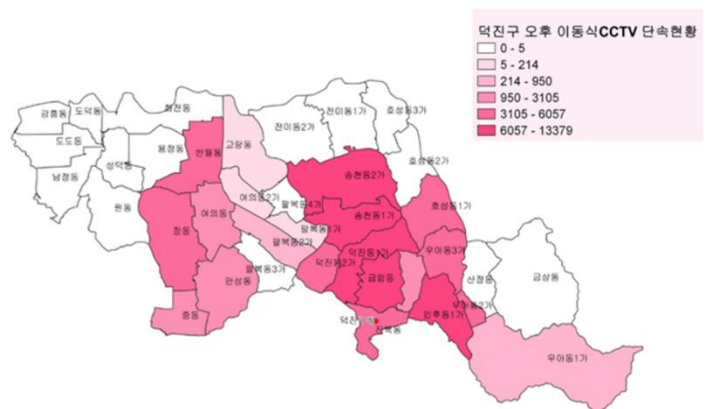 덕진구 오후 이동식CCTV 단속현황
0 - 5
5 - 214
214 - 950
950 - 3105
3105 - 6057
6057 - 13379
강흥동
도덕동
화전동
전미동2가
전미동1가
호성동3가
도도동
용정동
반월동
고랑동
성덕동
호성동2가
남정동
송천동2가
원동
여의동2가
팔복동4가
여의동
송천동1가
호성동1가
장동
팔복동1가
팔복동2가
덕진동1가
우아동3가
팔복동3가
덕진동2가
만성동
금암동
산정동
금상동
우아동2가
중동
인후동1가
진북동
우아동1가